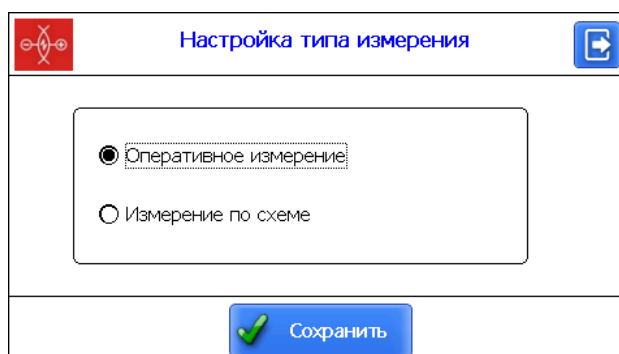 Настройка типа измерения
Оперативное измерение
Измерение по схеме
Сохранить